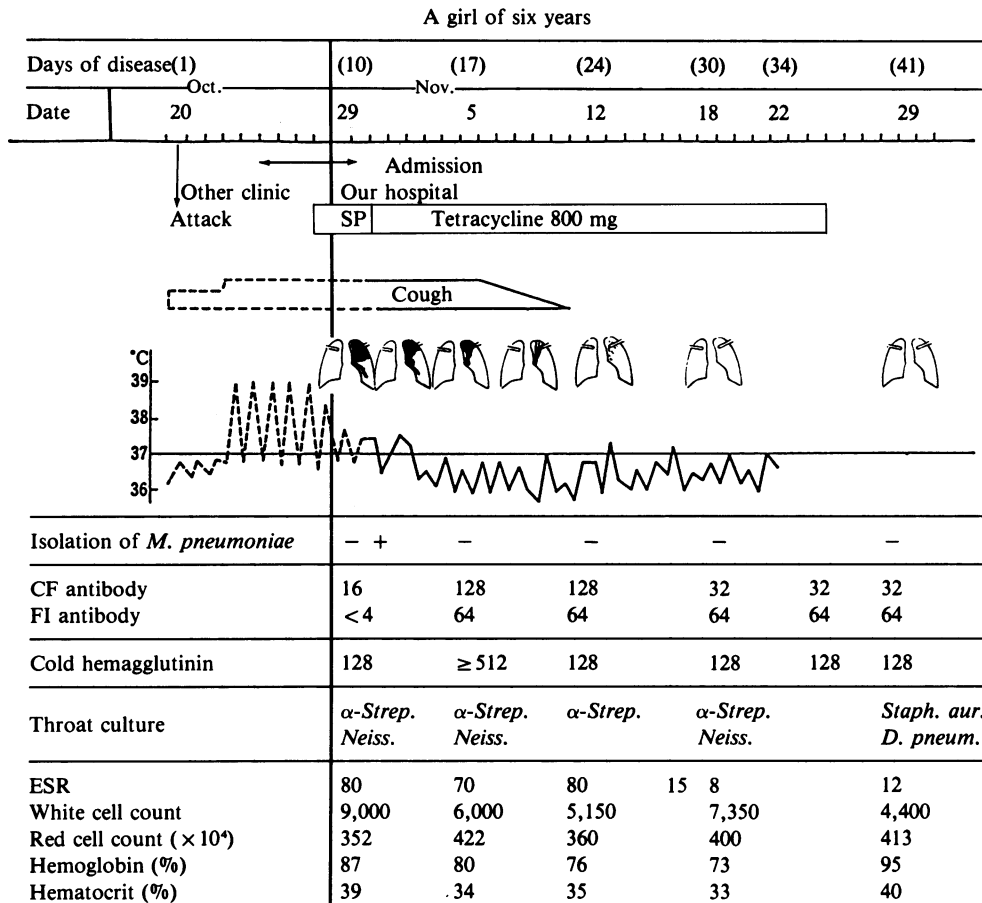 A girl of six years
Days of disease(1) (10) (17) (24) (30) (34) (41)
Oct. Nov.
Date 20 29 5 12 18 22 29
Admission
Other clinic Our hospital
Attack SP Tetracycline 800 mg
Cough
°C
39
38
37
36
Isolation of M. pneumoniae − + − − − −
CF antibody 16 128 128 32 32 32
FI antibody <4 64 64 64 64 64
Cold hemagglutinin 128 ≥512 128 128 128 128
Throat culture α-Strep. α-Strep. α-Strep. α-Strep. Staph. aur.
Neiss. Neiss. Neiss. D. pneum.
ESR 80 70 80 15 8 12
White cell count 9,000 6,000 5,150 7,350 4,400
Red cell count (×10⁴) 352 422 360 400 413
Hemoglobin (%) 87 80 76 73 95
Hematocrit (%) 39 34 35 33 40